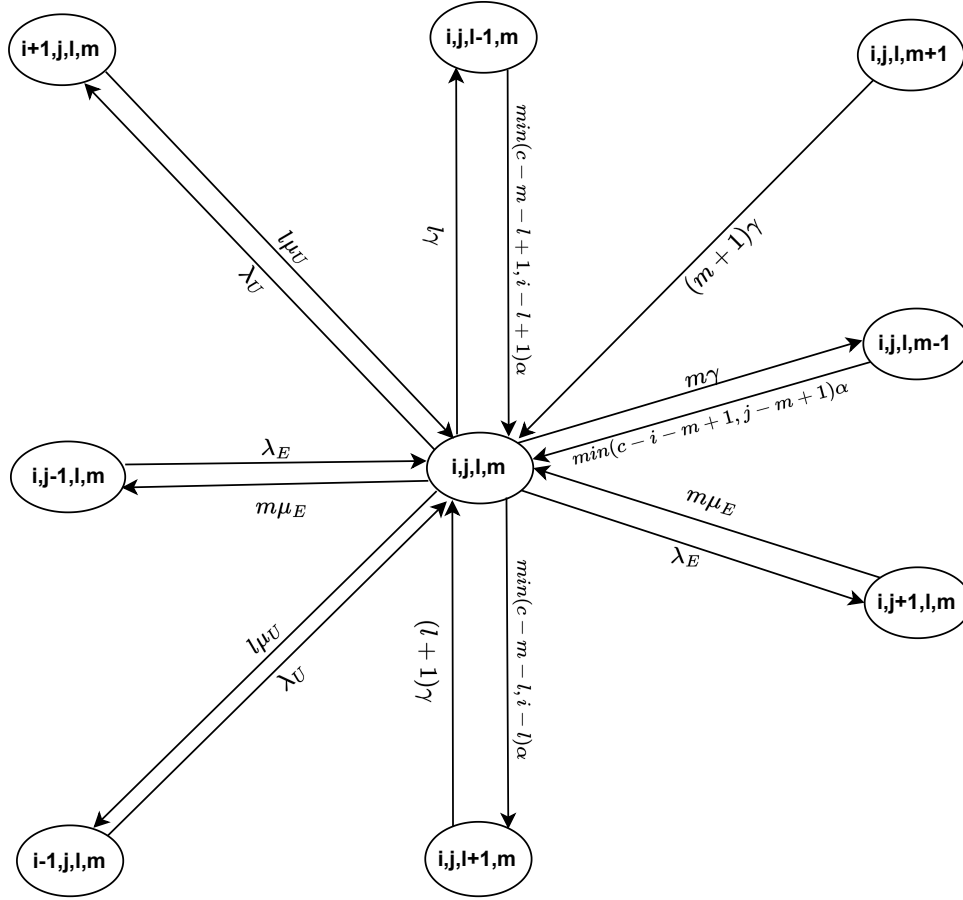 i+1,j,l,m
i,j,l-1,m
i,j,l,m+1
lμ_U
λ_U
lγ
min(c − m − l + 1, i − l + 1)α
(m + 1)γ
i,j,l,m-1
mγ
min(c − i − m + 1, j − m + 1)α
i,j-1,l,m
λ_E
mμ_E
i,j,l,m
mμ_E
λ_E
i,j+1,l,m
lμ_U
λ_U
(l + 1)γ
min(c − m − l, i − l)α
i-1,j,l,m
i,j,l+1,m